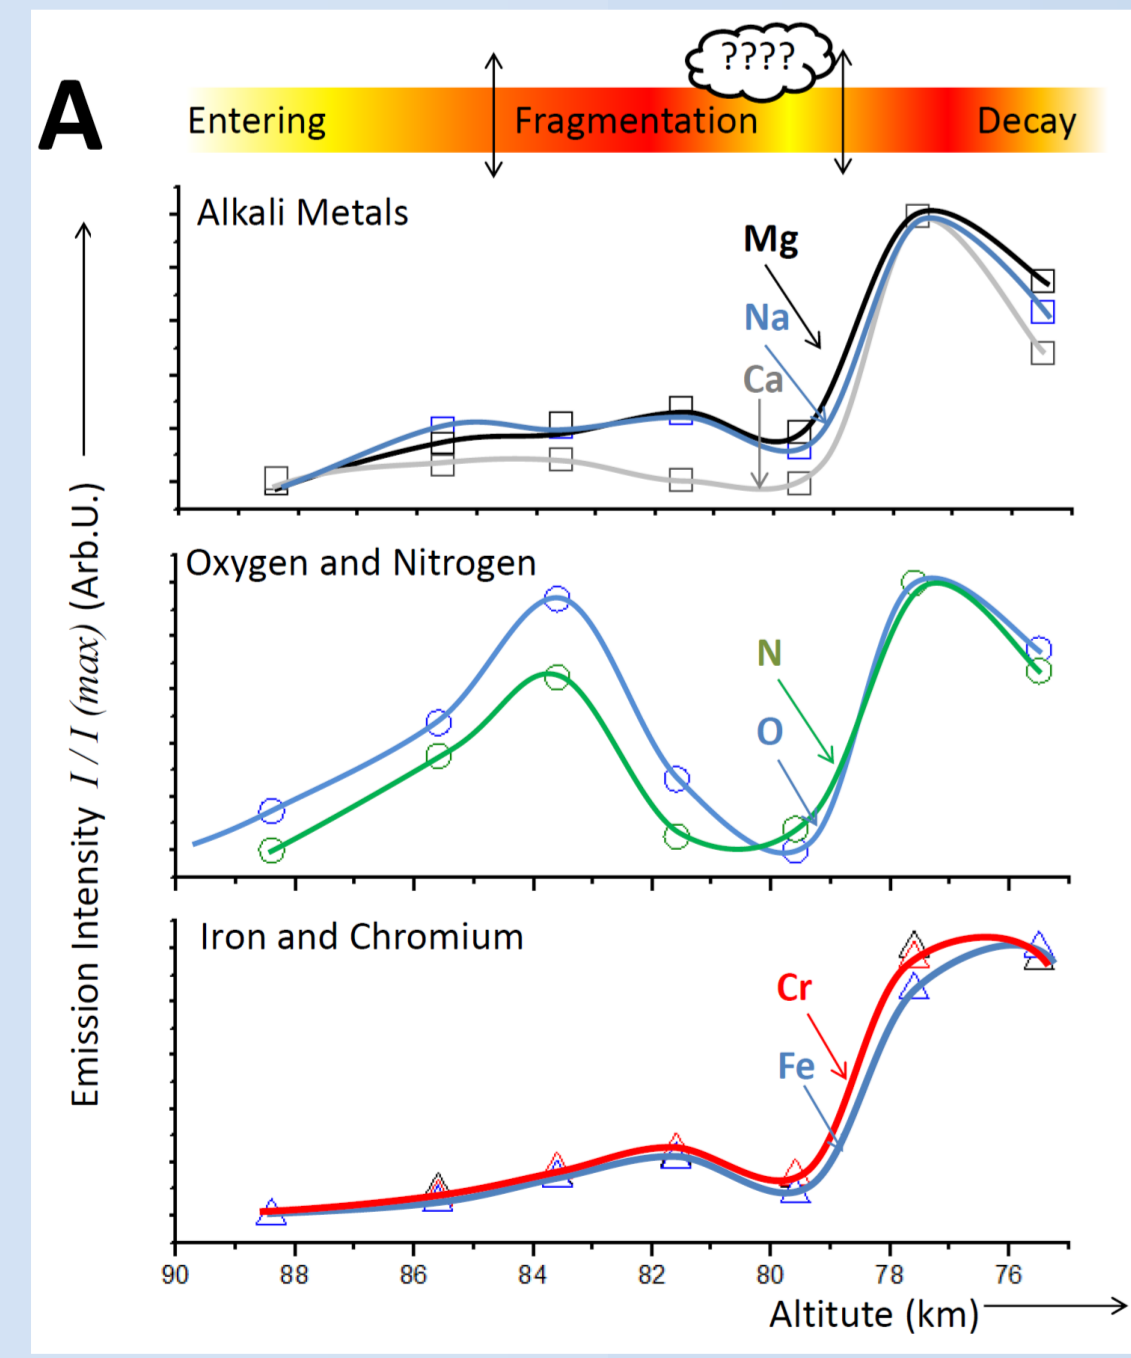 A
????
Entering Fragmentation Decay
Alkali Metals
Mg
Na
Ca
Oxygen and Nitrogen
N
O
Iron and Chromium
Cr
Fe
Emission Intensity I / I (max) (Arb.U.)
90 88 86 84 82 80 78 76
Altitute (km)